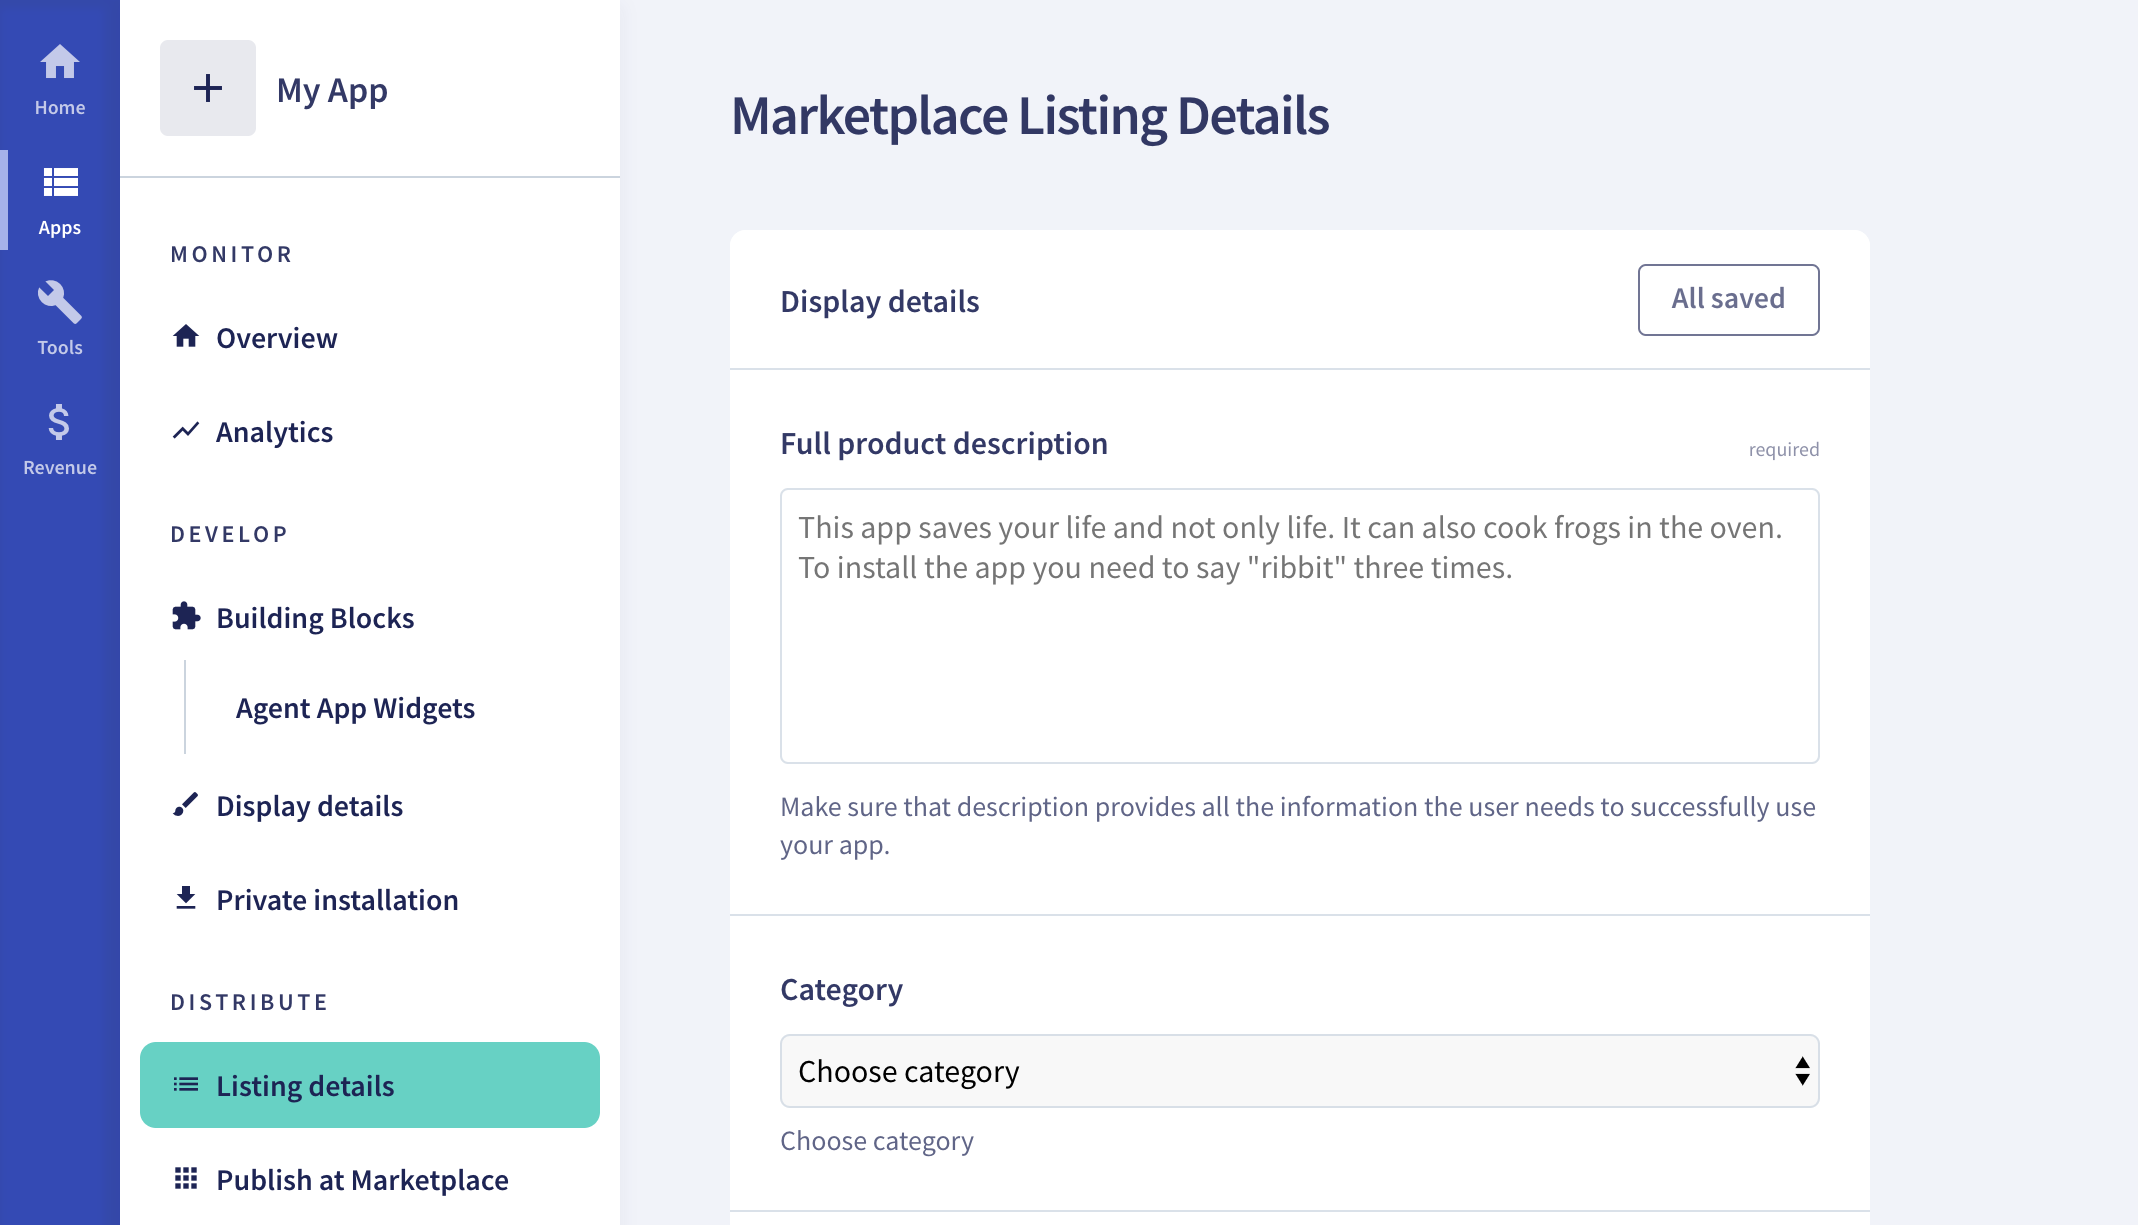 Home
Apps
Tools
Revenue
My App
MONITOR
Overview
Analytics
DEVELOP
Building Blocks
Agent App Widgets
Display details
Private installation
DISTRIBUTE
Listing details
Publish at Marketplace
Marketplace Listing Details
Display details
All saved
Full product description
required
This app saves your life and not only life. It can also cook frogs in the oven.
To install the app you need to say "ribbit" three times.
Make sure that description provides all the information the user needs to successfully use
your app.
Category
Choose category
Choose category